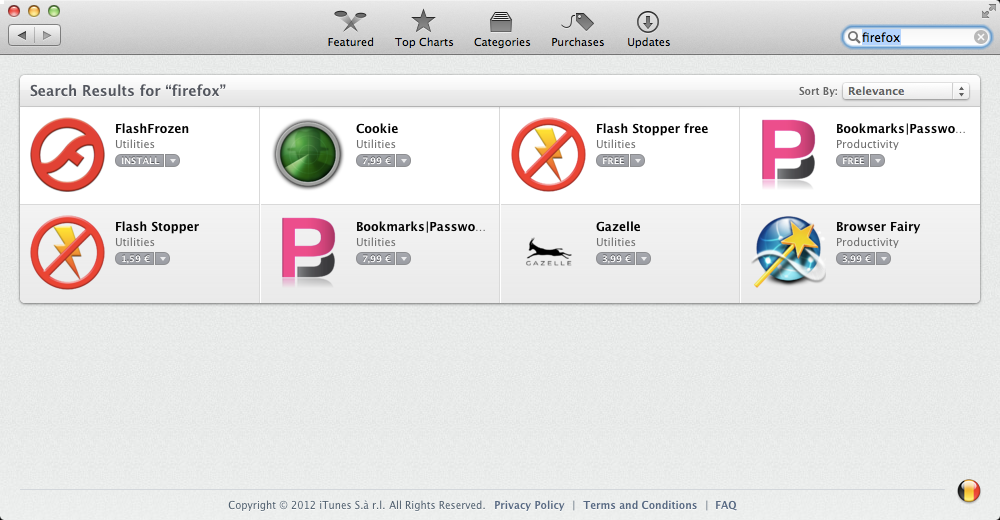 Featured
Top Charts
Categories
Purchases
Updates
firefox
Search Results for “firefox”
Sort By: Relevance
FlashFrozen
Utilities
INSTALL
Cookie
Utilities
7,99 €
Flash Stopper free
Utilities
FREE
Bookmarks|Passwo...
Productivity
FREE
Flash Stopper
Utilities
1,59 €
Bookmarks|Passwo...
Utilities
7,99 €
GAZELLE
Gazelle
Utilities
3,99 €
Browser Fairy
Productivity
3,99 €
Copyright © 2012 iTunes S.à r.l. All Rights Reserved. Privacy Policy | Terms and Conditions | FAQ